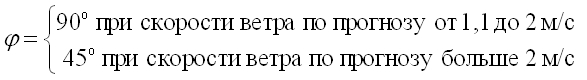 90° при скорости ветра по прогнозу от 1,1 до 2 м/с
φ =
45° при скорости ветра по прогнозу больше 2 м/с